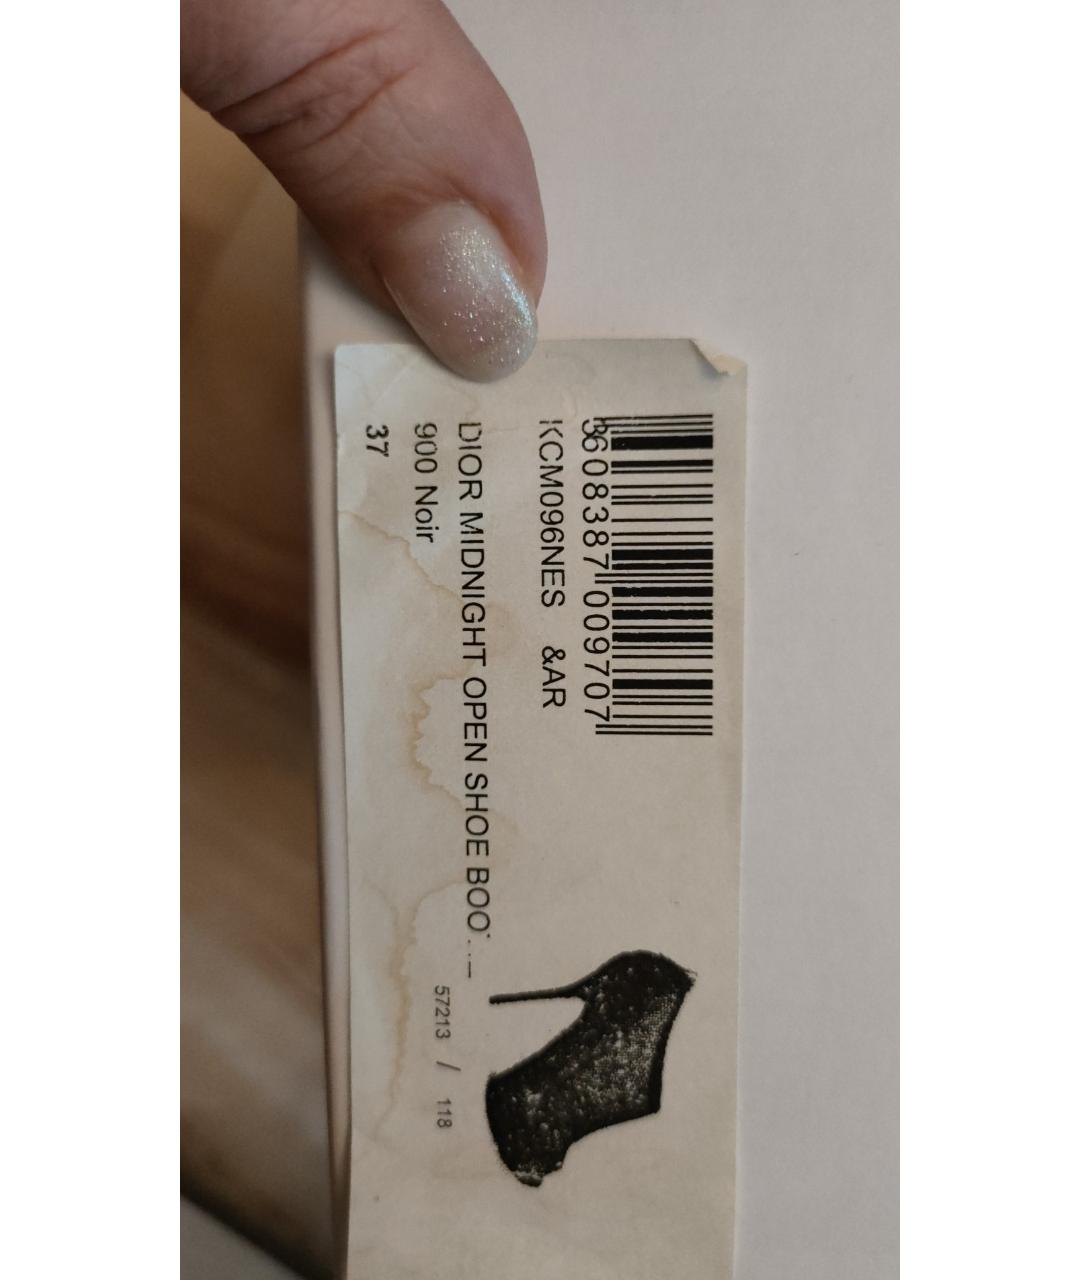 3608387009707
KCM096NES &AR
DIOR MIDNIGHT OPEN SHOE BOO...
900 Noir
37
57213 / 118